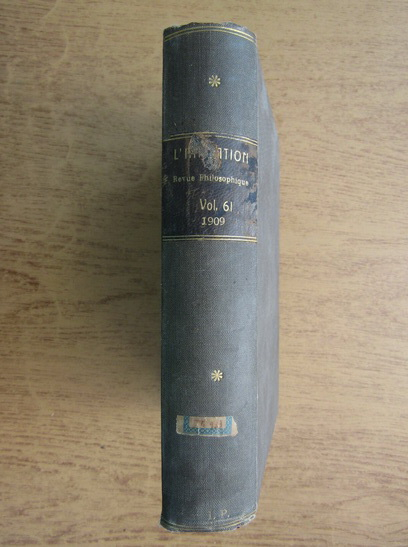 Revue Philosophique
Vol. 61
1909
I. P.